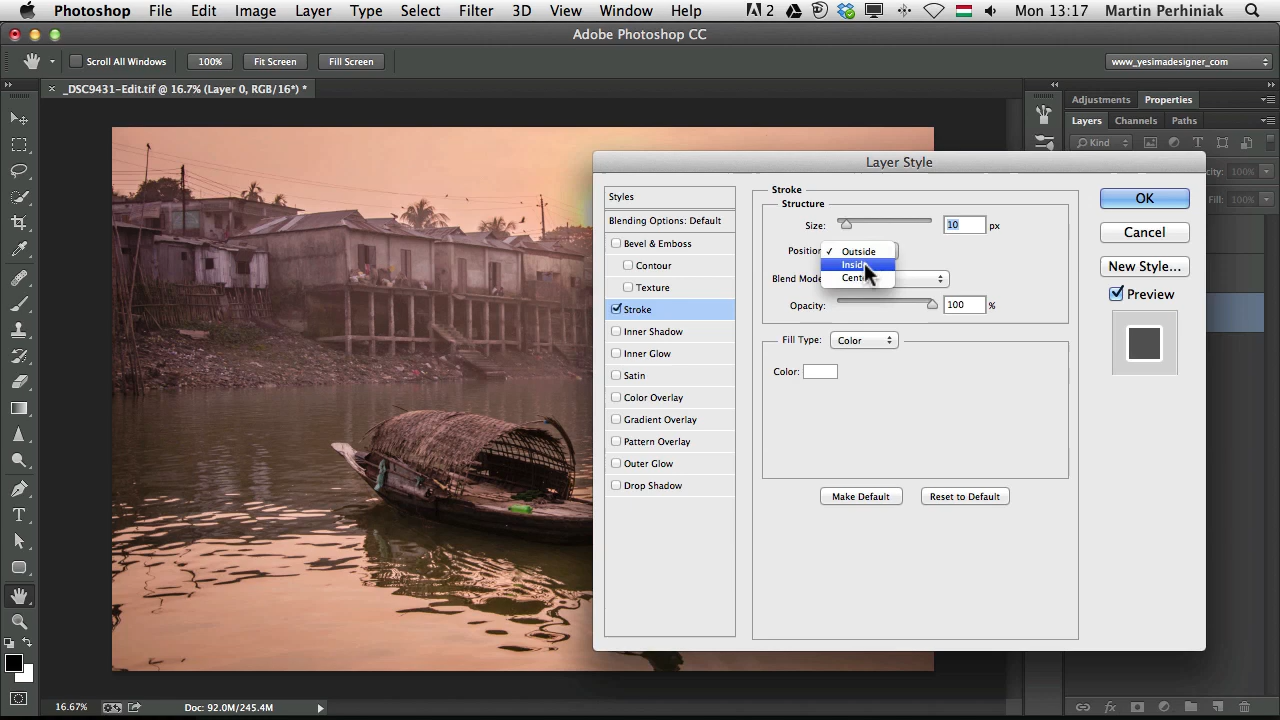 Photoshop File Edit Image Layer Type Select Filter 3D View Window Help 2 Mon 13:17 Martin Perhiniak
Adobe Photoshop CC
Scroll All Windows 100% Fit Screen Fill Screen www_yesimadesigner_com
_DSC9431-Edit.tif @ 16.7% (Layer 0, RGB/16*) *
Adjustments Properties
Layers Channels Paths
Kind
100%
Fill: 100%
Layer Style
Styles
Blending Options: Default
Bevel & Emboss
Contour
Texture
Stroke
Inner Shadow
Inner Glow
Satin
Color Overlay
Gradient Overlay
Pattern Overlay
Outer Glow
Drop Shadow
Stroke
Structure
Size: 10 px
Outside
Inside
Opacity: 100 %
Fill Type: Color
Color:
Make Default Reset to Default
OK
Cancel
New Style...
Preview
16.67% Doc: 92.0M/245.4M